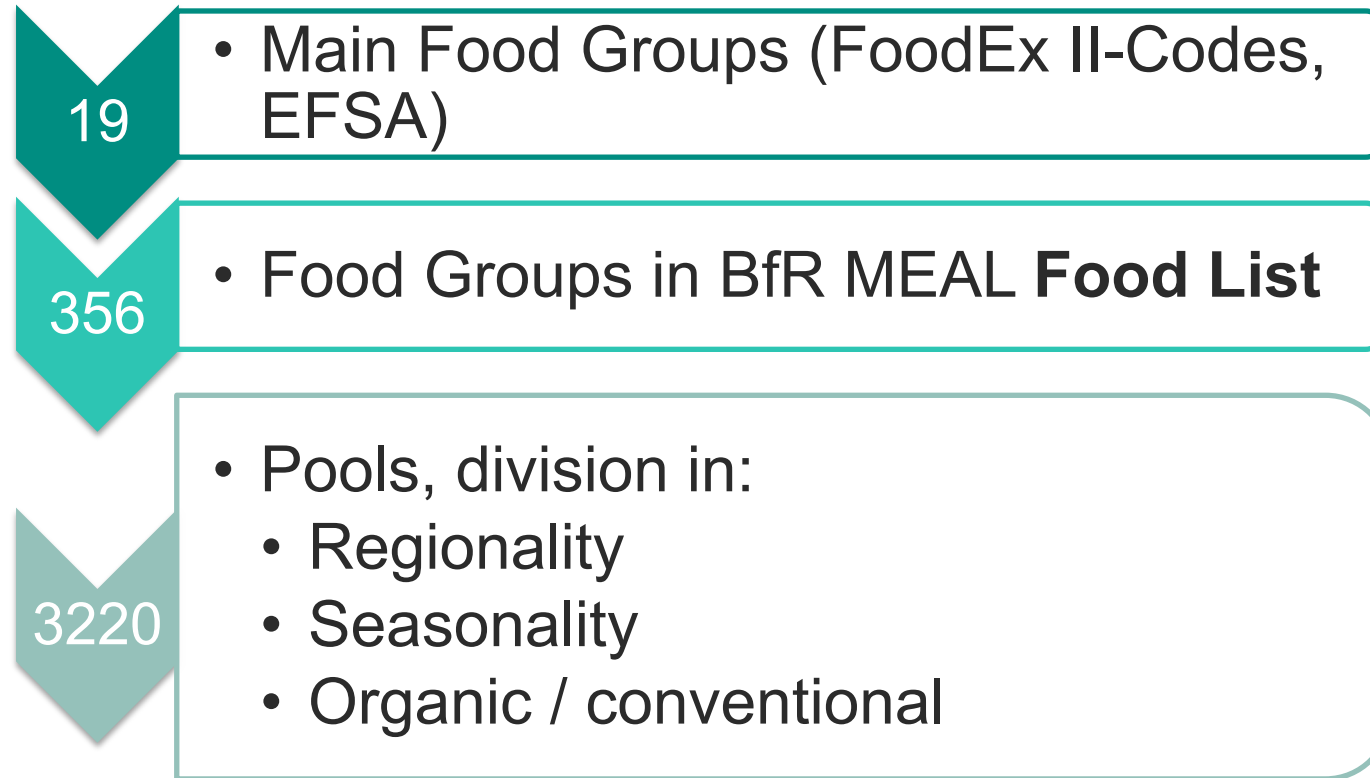 19
• Main Food Groups (FoodEx II-Codes,
EFSA)
356
• Food Groups in BfR MEAL Food List
3220
• Pools, division in:
• Regionality
• Seasonality
• Organic / conventional